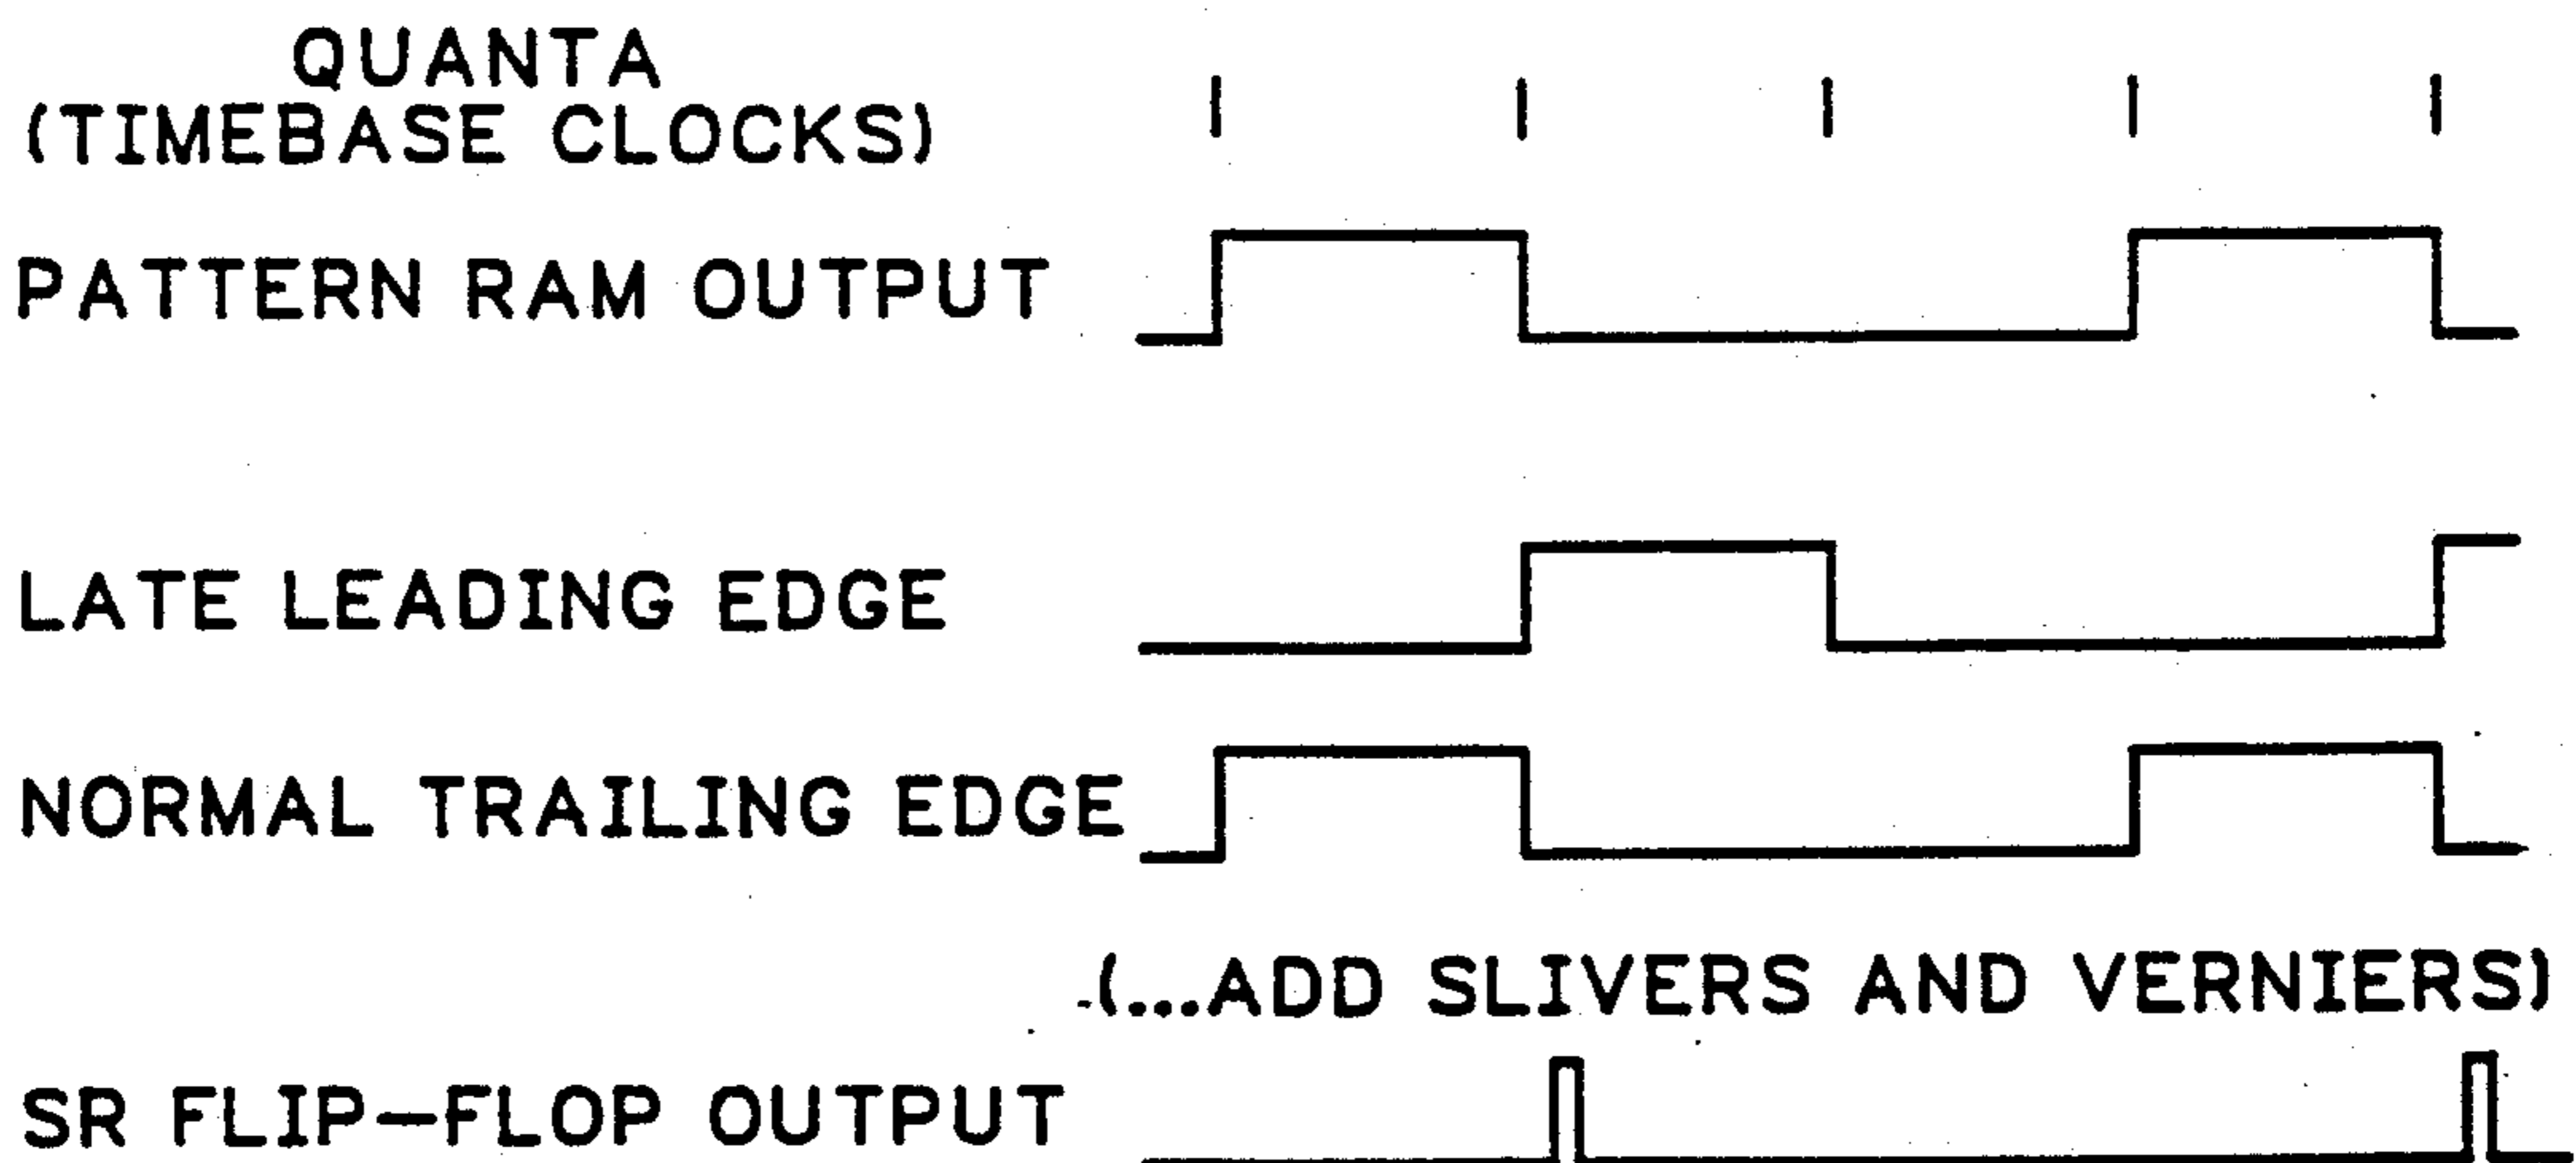 QUANTA
(TIMEBASE CLOCKS)
PATTERN RAM OUTPUT
LATE LEADING EDGE
NORMAL TRAILING EDGE
(...ADD SLIVERS AND VERNIERS)
SR FLIP-FLOP OUTPUT